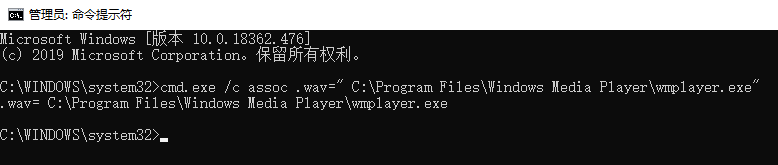 管理员: 命令提示符
Microsoft Windows [版本 10.0.18362.476]
(c) 2019 Microsoft Corporation。保留所有权利。
C:\WINDOWS\system32>cmd.exe /c assoc .wav=" C:\Program Files\Windows Media Player\wmplayer.exe"
.wav= C:\Program Files\Windows Media Player\wmplayer.exe
C:\WINDOWS\system32>